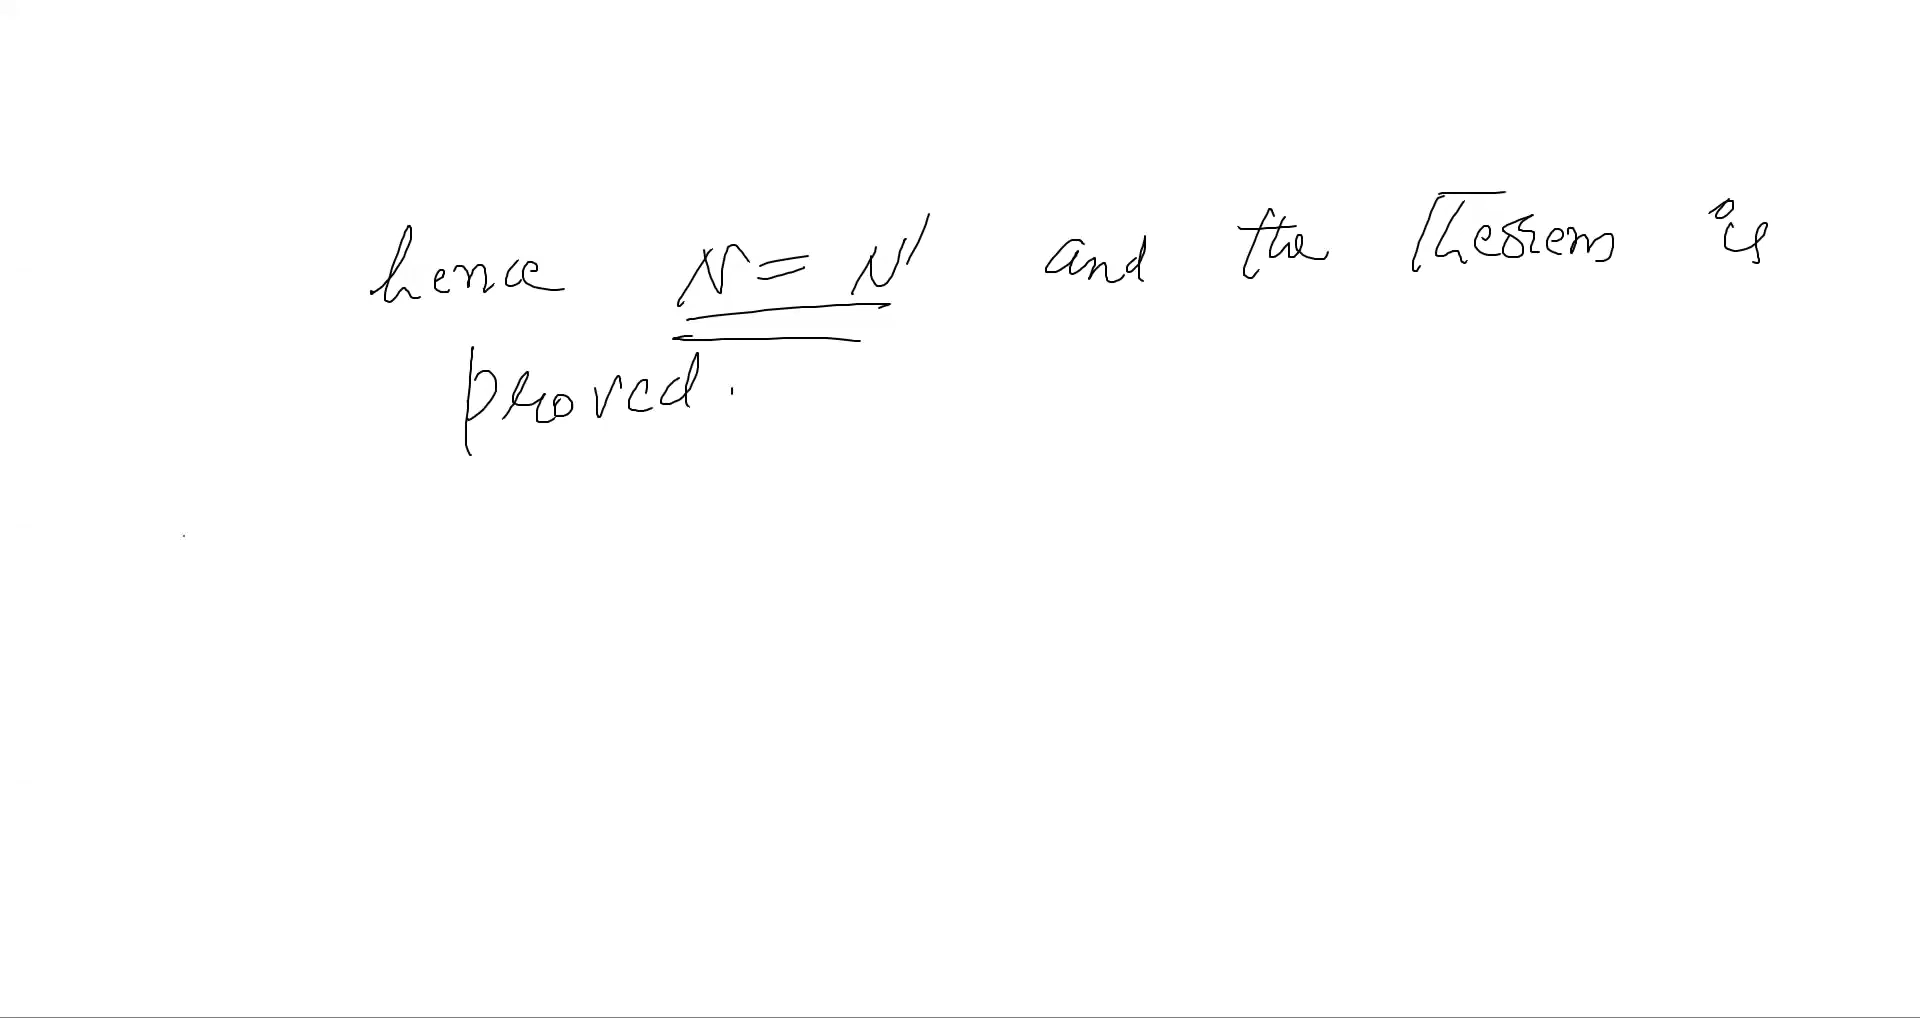 hence N = N' and the Theorem is
proved.